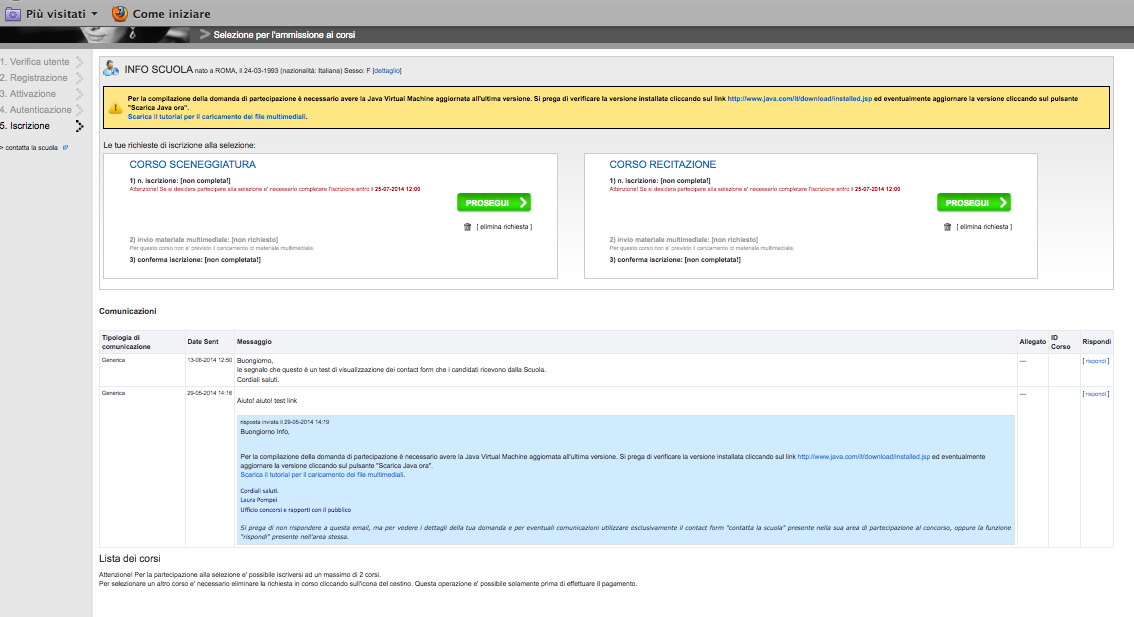 Più visitati
Come iniziare
Selezione per l'ammissione ai corsi
1. Verifica utente
2. Registrazione
3. Attivazione
4. Autenticazione
5. Iscrizione
> contatta la scuola
INFO SCUOLA nato a ROMA, il 24-03-1993 (nazionalità: Italiana) Sesso: F [dettaglio]
Per la compilazione della domanda di partecipazione è necessario avere la Java Virtual Machine aggiornata all'ultima versione. Si prega di verificare la versione installata cliccando sul link http://www.java.com/it/download/installed.jsp ed eventualmente aggiornare la versione cliccando sul pulsante
"Scarica Java ora".
Scarica il tutorial per il caricamento dei file multimediali.
Le tue richieste di iscrizione alla selezione:
CORSO SCENEGGIATURA
1) n. iscrizione: [non completa!]
Attenzione! Se si desidera partecipare alla selezione e' necessario completare l'iscrizione entro il 25-07-2014 12:00
PROSEGUI
[ elimina richiesta ]
2) invio materiale multimediale: [non richiesto]
Per questo corso non e' previsto il caricamento di materiale multimediale.
3) conferma iscrizione: [non completata!]
CORSO RECITAZIONE
1) n. iscrizione: [non completa!]
Attenzione! Se si desidera partecipare alla selezione e' necessario completare l'iscrizione entro il 25-07-2014 12:00
PROSEGUI
[ elimina richiesta ]
2) invio materiale multimediale: [non richiesto]
Per questo corso non e' previsto il caricamento di materiale multimediale.
3) conferma iscrizione: [non completata!]
Comunicazioni
Tipologia di comunicazione Date Sent Messaggio Allegato ID Corso Rispondi
Generica 13-06-2014 12:50 Buongiorno, --- [ rispondi ]
le segnalo che questo è un test di visualizzazione dei contact form che i candidati ricevono dalla Scuola.
Cordiali saluti.
Generica 29-05-2014 14:16 Aiuto! aiuto! test link --- [ rispondi ]
risposta inviata il 29-05-2014 14:19
Buongiorno Info,
Per la compilazione della domanda di partecipazione è necessario avere la Java Virtual Machine aggiornata all'ultima versione. Si prega di verificare la versione installata cliccando sul link http://www.java.com/it/download/installed.jsp ed eventualmente
aggiornare la versione cliccando sul pulsante "Scarica Java ora".
Scarica il tutorial per il caricamento dei file multimediali.
Cordiali saluti.
Laura Pompei
Ufficio concorsi e rapporti con il pubblico
Si prega di non rispondere a questa email, ma per vedere i dettagli della tua domanda e per eventuali comunicazioni utilizzare esclusivamente il contact form "contatta la scuola" presente nella sua area di partecipazione al concorso, oppure la funzione
"rispondi" presente nell'area stessa.
Lista dei corsi
Attenzione! Per la partecipazione alla selezione e' possibile iscriversi ad un massimo di 2 corsi.
Per selezionare un altro corso e' necessario eliminare la richiesta in corso cliccando sull'icona del cestino. Questa operazione e' possibile solamente prima di effettuare il pagamento.